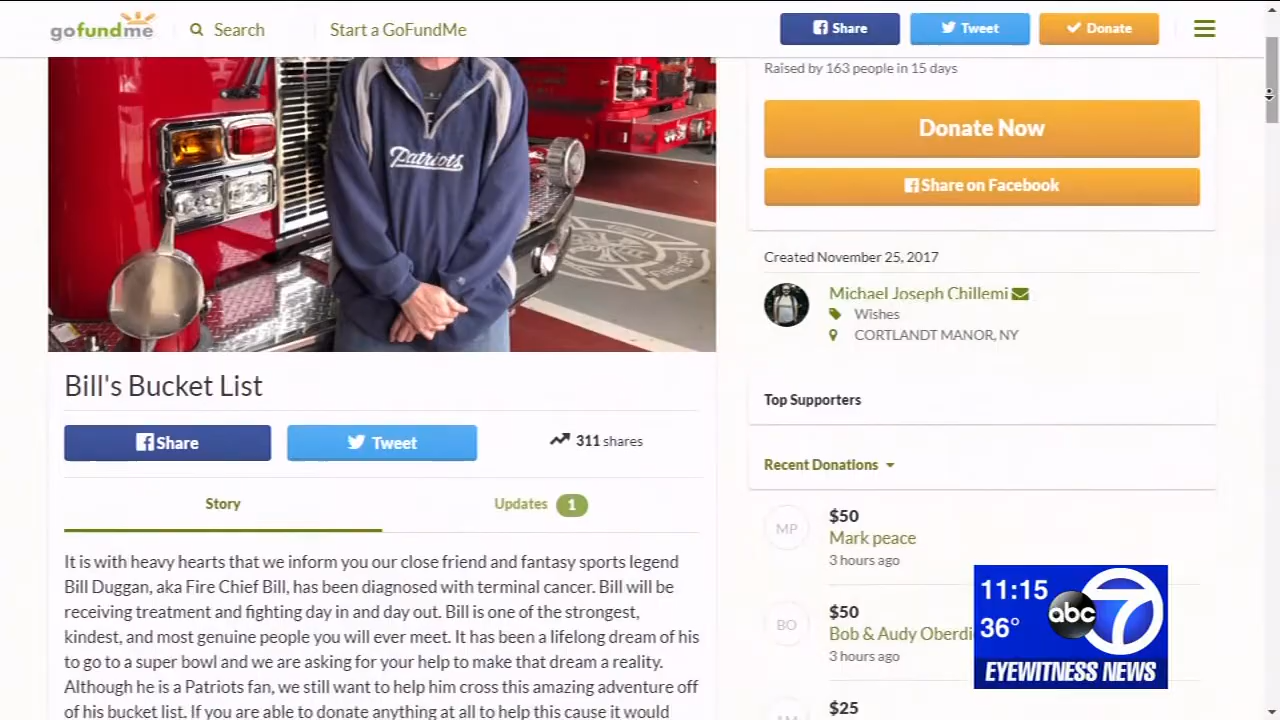 gofundme
Search
Start a GoFundMe
Share
Tweet
Donate
Patriots
Raised by 163 people in 15 days
Donate Now
Share on Facebook
Created November 25, 2017
Michael Joseph Chillemi
Wishes
CORTLANDT MANOR, NY
Bill's Bucket List
Share
Tweet
311 shares
Story
Updates 1
It is with heavy hearts that we inform you our close friend and fantasy sports legend
Bill Duggan, aka Fire Chief Bill, has been diagnosed with terminal cancer. Bill will be
receiving treatment and fighting day in and day out. Bill is one of the strongest,
kindest, and most genuine people you will ever meet. It has been a lifelong dream of his
to go to a super bowl and we are asking for your help to make that dream a reality.
Although he is a Patriots fan, we still want to help him cross this amazing adventure off
of his bucket list. If you are able to donate anything at all to help this cause it would
Top Supporters
Recent Donations
MP
$50
Mark peace
3 hours ago
BO
$50
Bob & Audy Oberdi
3 hours ago
AM
$25
11:15
36°
abc 7
EYEWITNESS NEWS